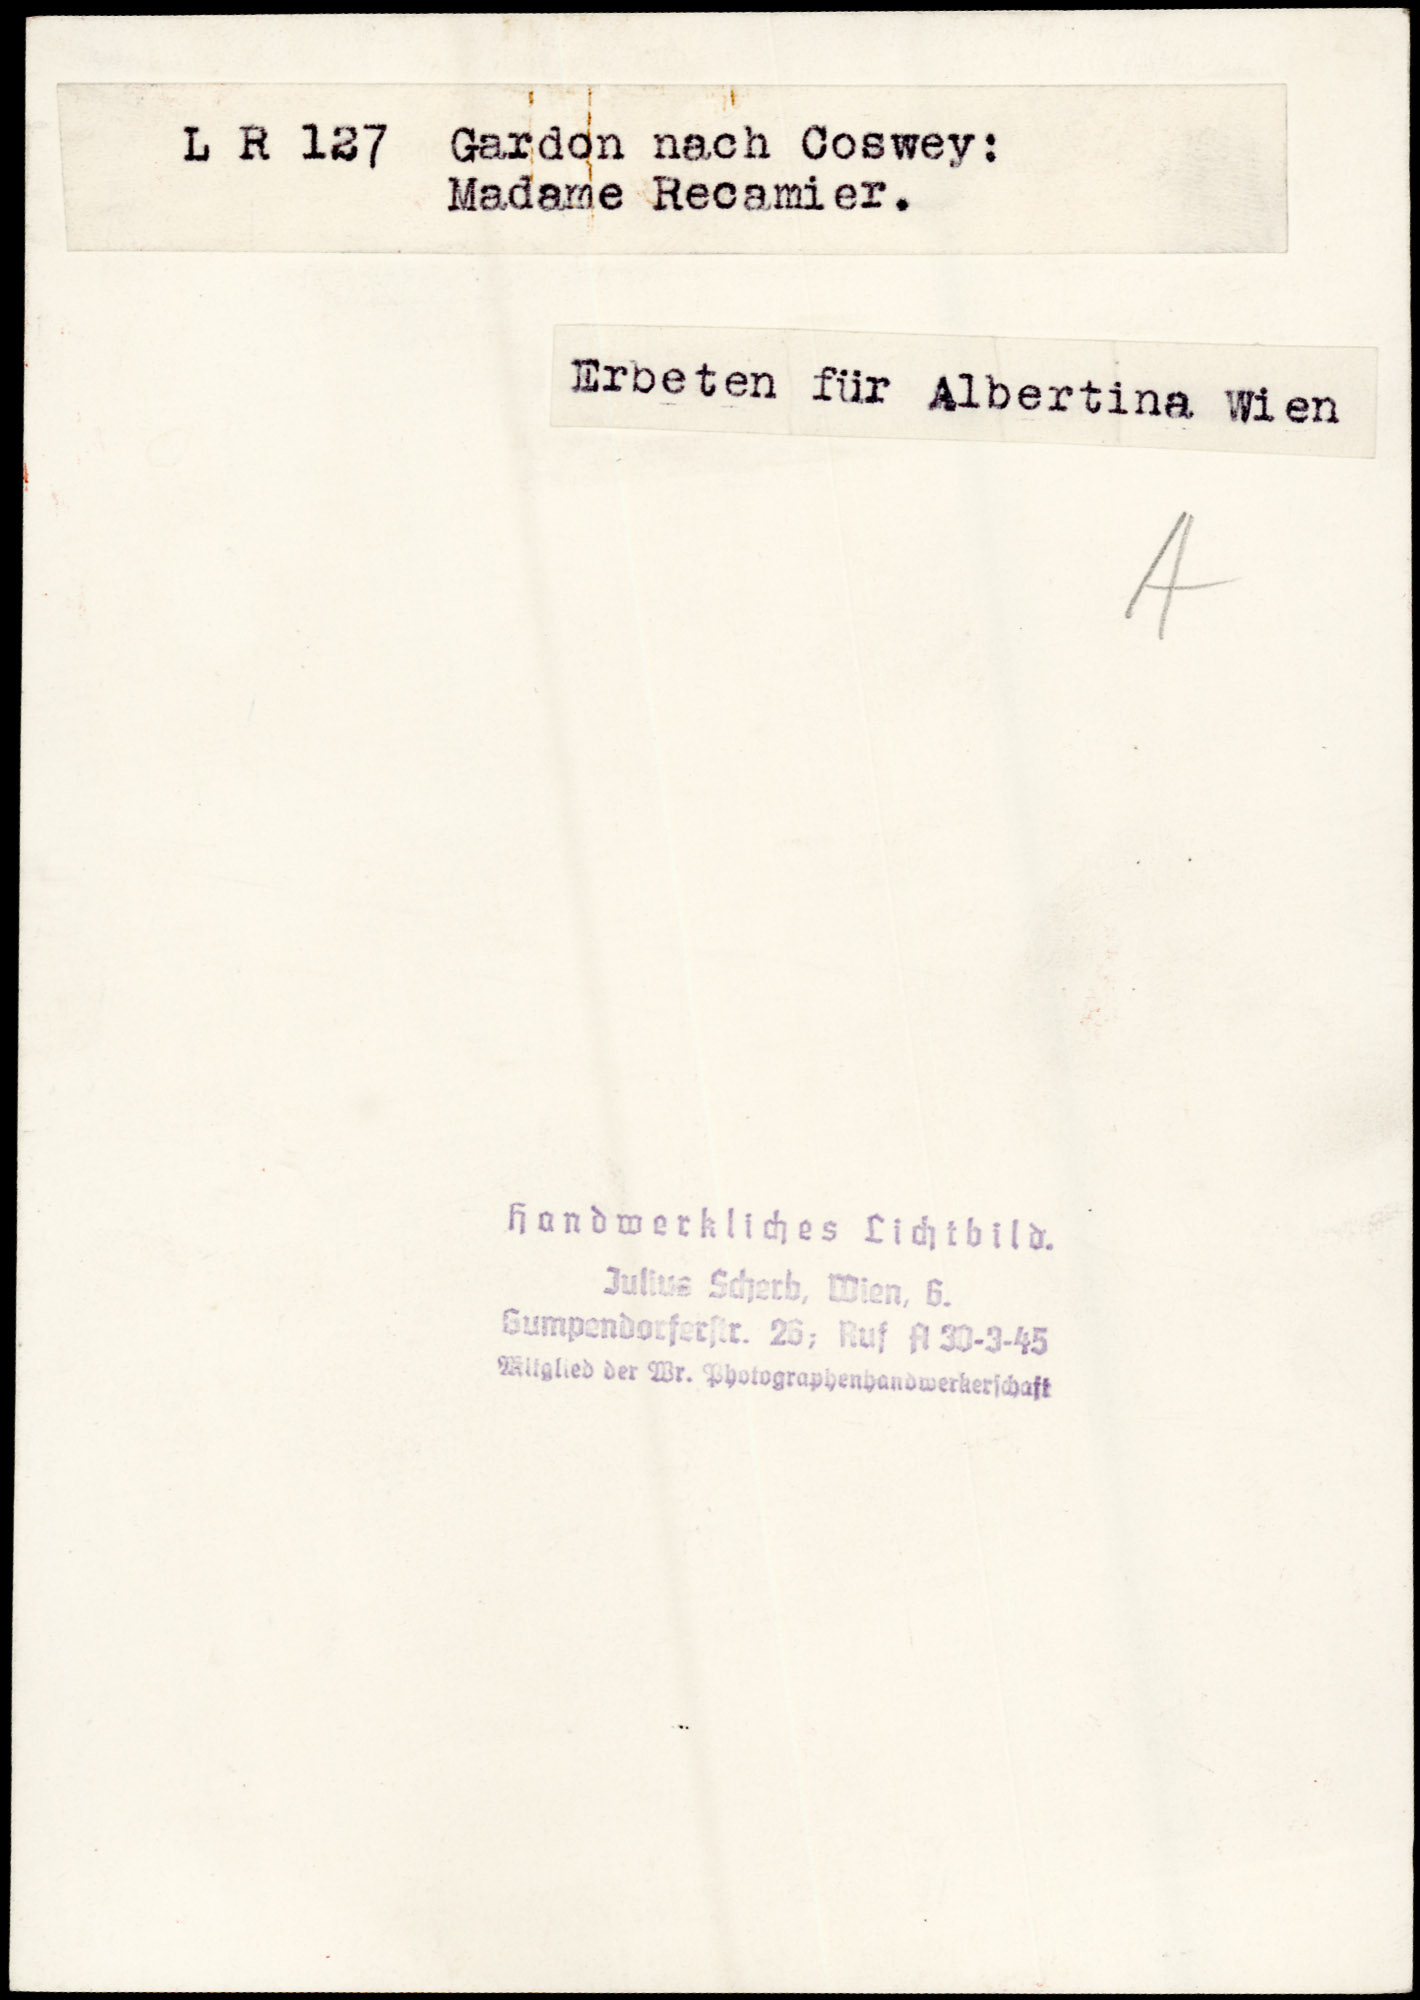 L R 127 Gardon nach Coswey:
Madame Recamier.
Erbeten für Albertina Wien
A
Handwerkliches Lichtbild.
Julius Scherb, Wien, 6.
Gumpendorferstr. 26; Ruf A 30-3-45
Mitglied der Wr. Photographenhandwerkerschaft